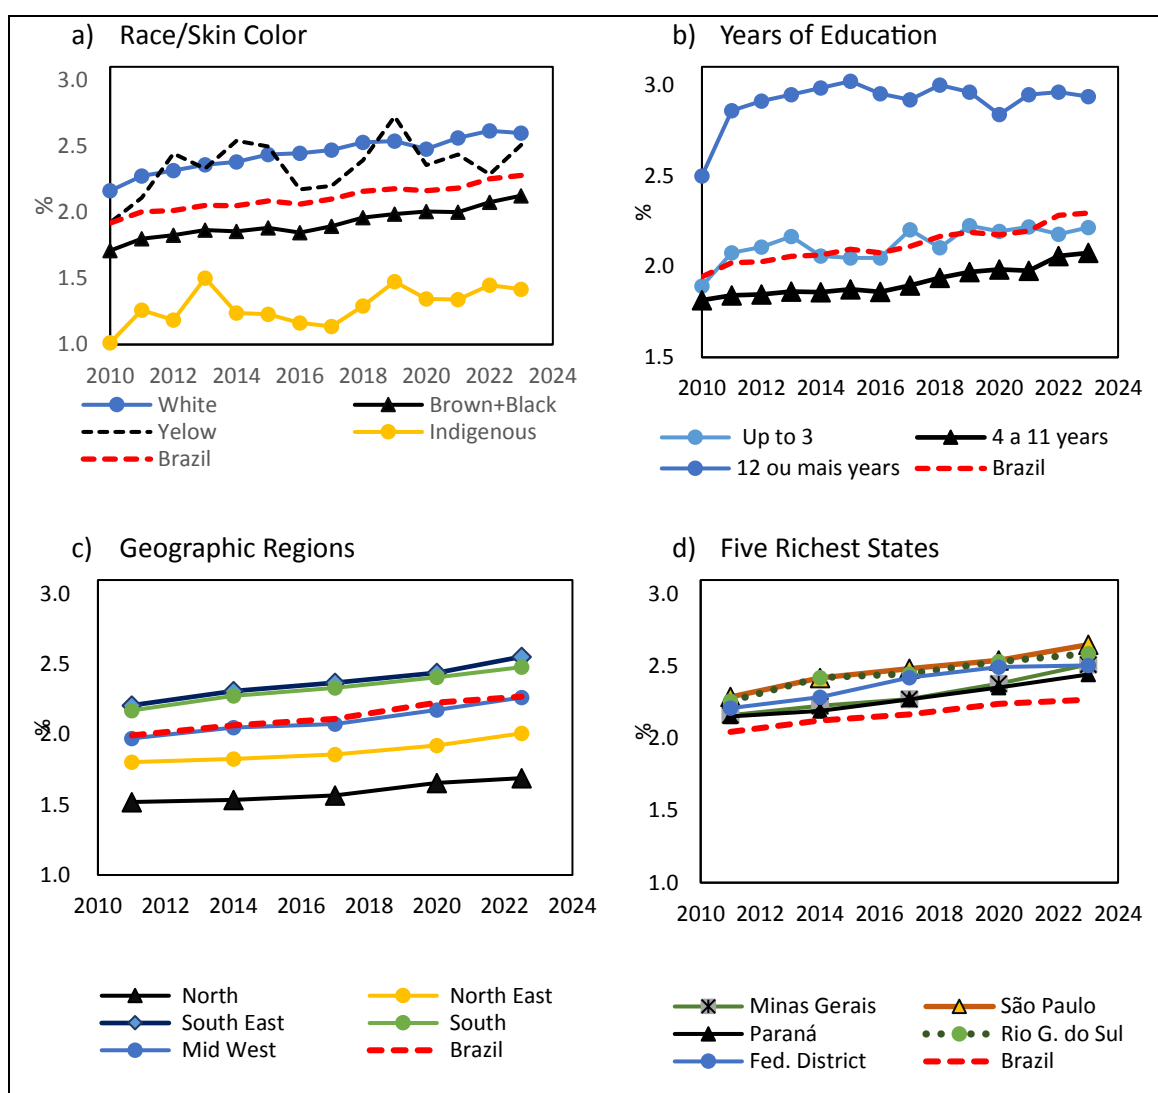 a) Race/Skin Color
3.0
2.5
2.0
1.5
1.0
%
2010 2012 2014 2016 2018 2020 2022 2024
White Brown+Black
Yelow Indigenous
Brazil
b) Years of Education
3.0
2.5
2.0
1.5
%
2010 2012 2014 2016 2018 2020 2022 2024
Up to 3 4 a 11 years
12 ou mais years Brazil
c) Geographic Regions
3.0
2.5
2.0
1.5
1.0
%
2010 2012 2014 2016 2018 2020 2022 2024
North North East
South East South
Mid West Brazil
d) Five Richest States
3.0
2.5
2.0
1.5
1.0
%
2010 2012 2014 2016 2018 2020 2022 2024
Minas Gerais São Paulo
Paraná Rio G. do Sul
Fed. District Brazil